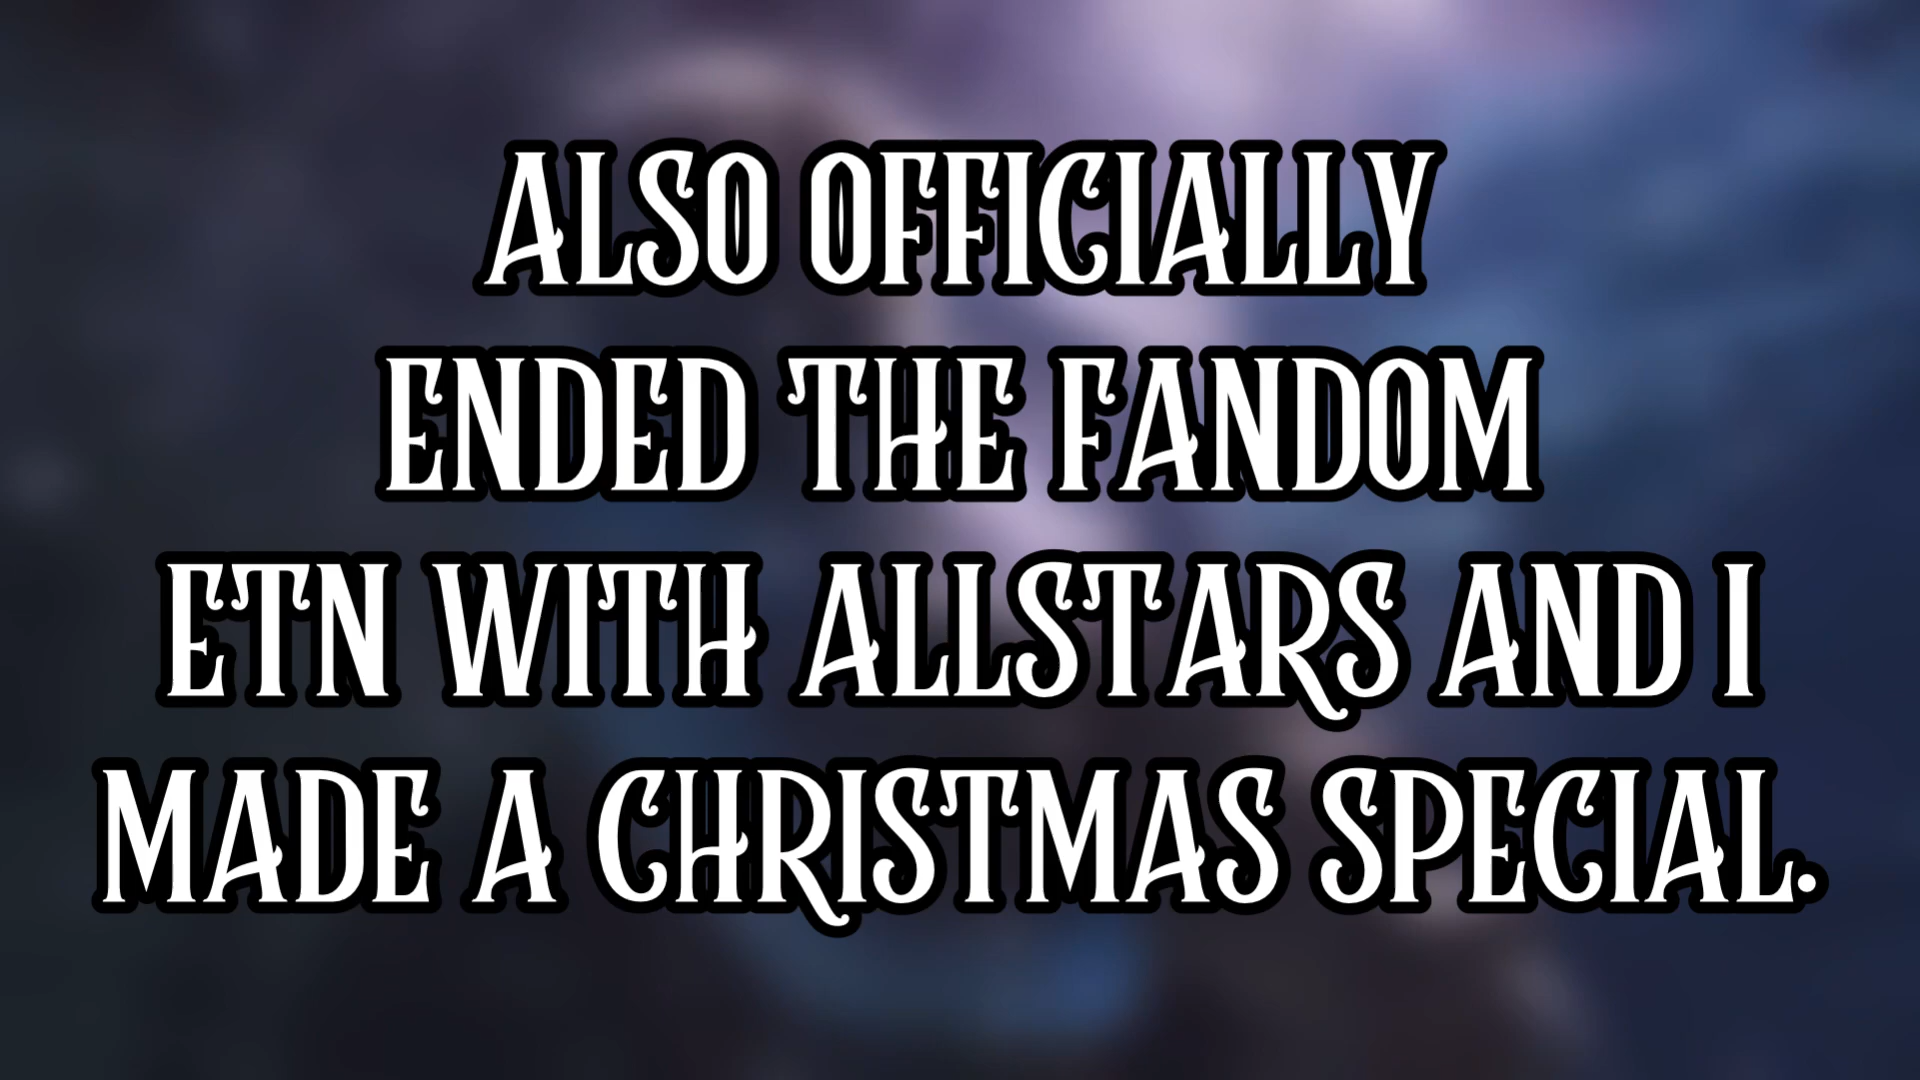 ALSO OFFICIALLY
ENDED THE FANDOM
ETN WITH ALLSTARS AND I
MADE A CHRISTMAS SPECIAL.